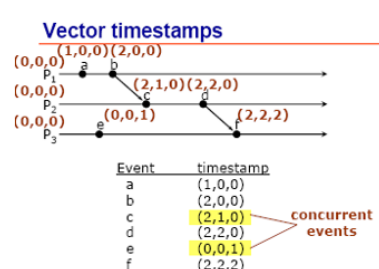 Vector timestamps
(1,0,0)(2,0,0)
(0,0,0)
a b
P1
(2,1,0)(2,2,0)
(0,0,0)
c d
P2
(0,0,1)
(2,2,2)
(0,0,0)
e f
P3
Event timestamp
a (1,0,0)
b (2,0,0)
c (2,1,0)
d (2,2,0)
e (0,0,1)
f (2,2,2)
concurrent
events